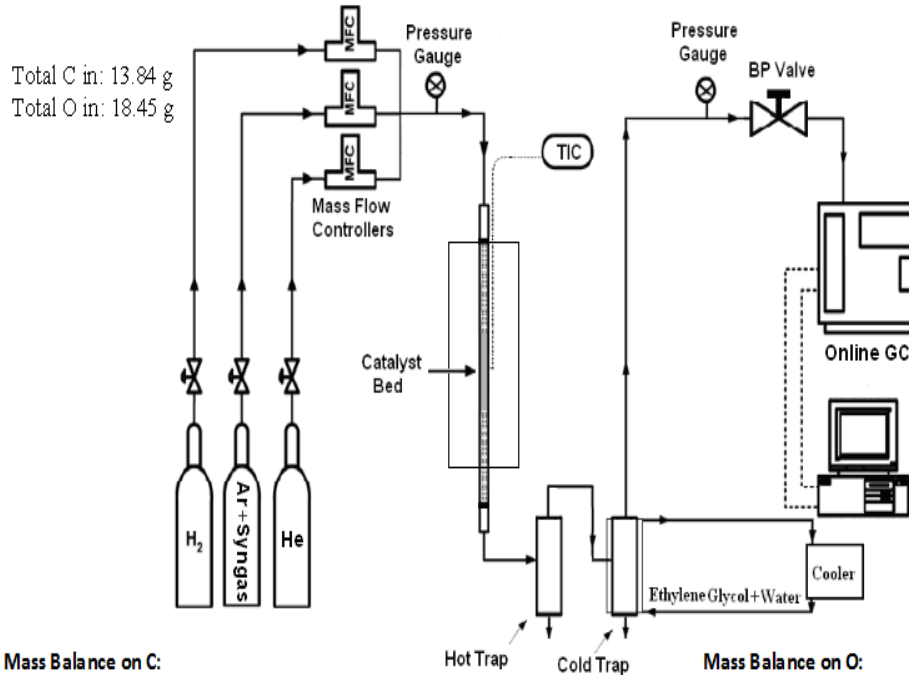 Total C in: 13.84 g
Total O in: 18.45 g
MFC
MFC
MFC
Mass Flow
Controllers
Pressure
Gauge
Pressure
Gauge
BP Valve
TIC
Catalyst
Bed
Online GC
H2
Ar+Syngas
He
Cooler
Ethylene Glycol+Water
Hot Trap
Cold Trap
Mass Balance on C:
Mass Balance on O: